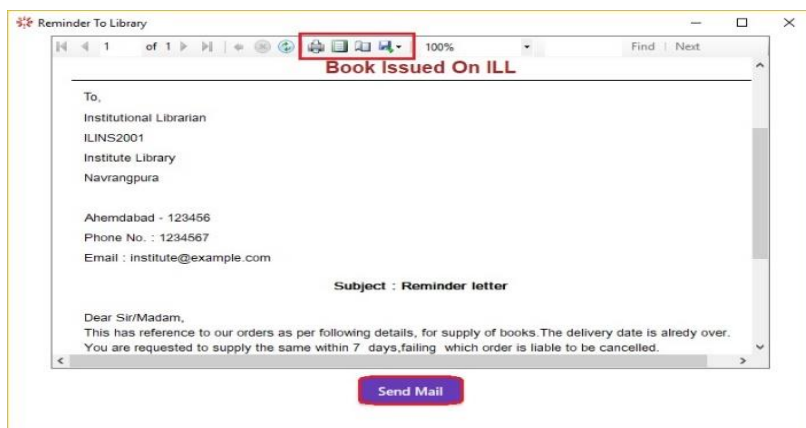 Reminder To Library
1 of 1 100% Find | Next
Book Issued On ILL
To,
Institutional Librarian
ILINS2001
Institute Library
Navrangpura
Ahemdabad - 123456
Phone No. : 1234567
Email : institute@example.com
Subject : Reminder letter
Dear Sir/Madam,
This has reference to our orders as per following details, for supply of books.The delivery date is alredy over.
You are requested to supply the same within 7 days,failing which order is liable to be cancelled.
Send Mail